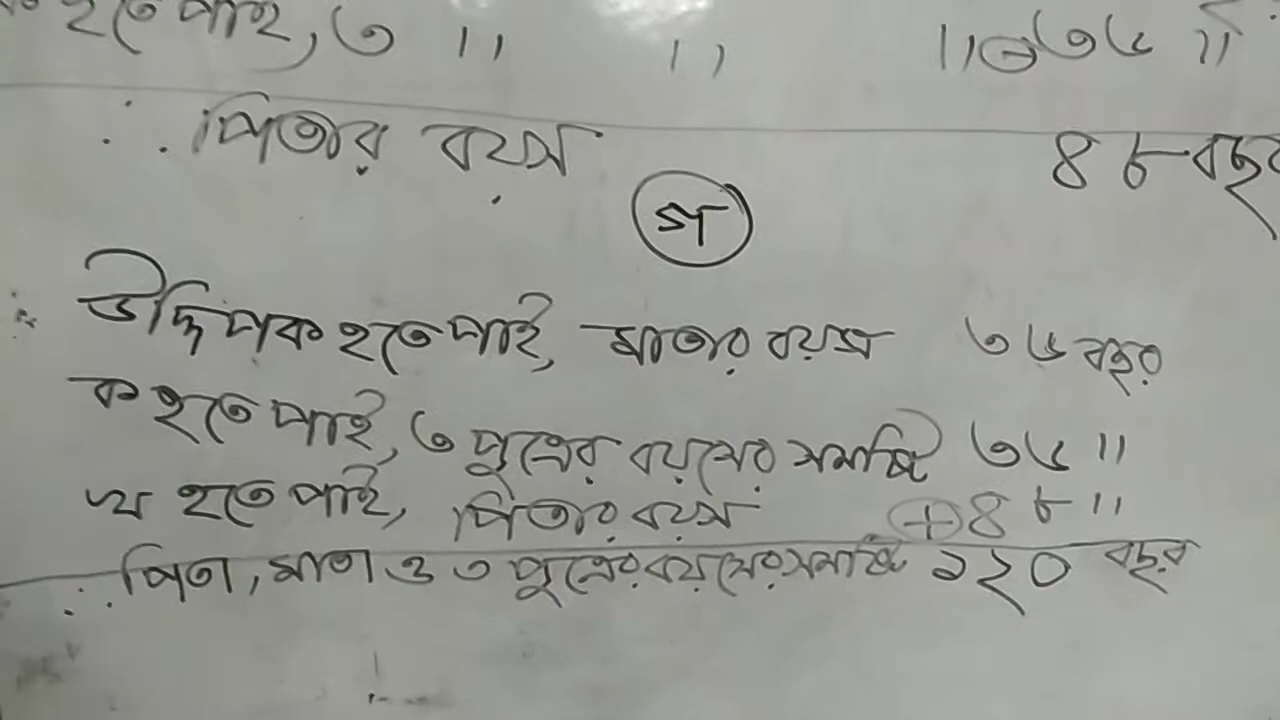 হতে পাই, ৩ " " " ⊖ ৩৬ "
∴ পিতার বয়স ৪৮ বছর
গ
উদ্দিপক হতে পাই, মাতার বয়স ৩৬ বছর
ক হতে পাই, ৩ পুত্রের বয়সের সমষ্টি ৩৬ "
খ হতে পাই, পিতার বয়স ⊕ ৪৮ "
∴ পিতা, মাতা ও ৩ পুত্রের বয়সের সমষ্টি ১২০ বছর